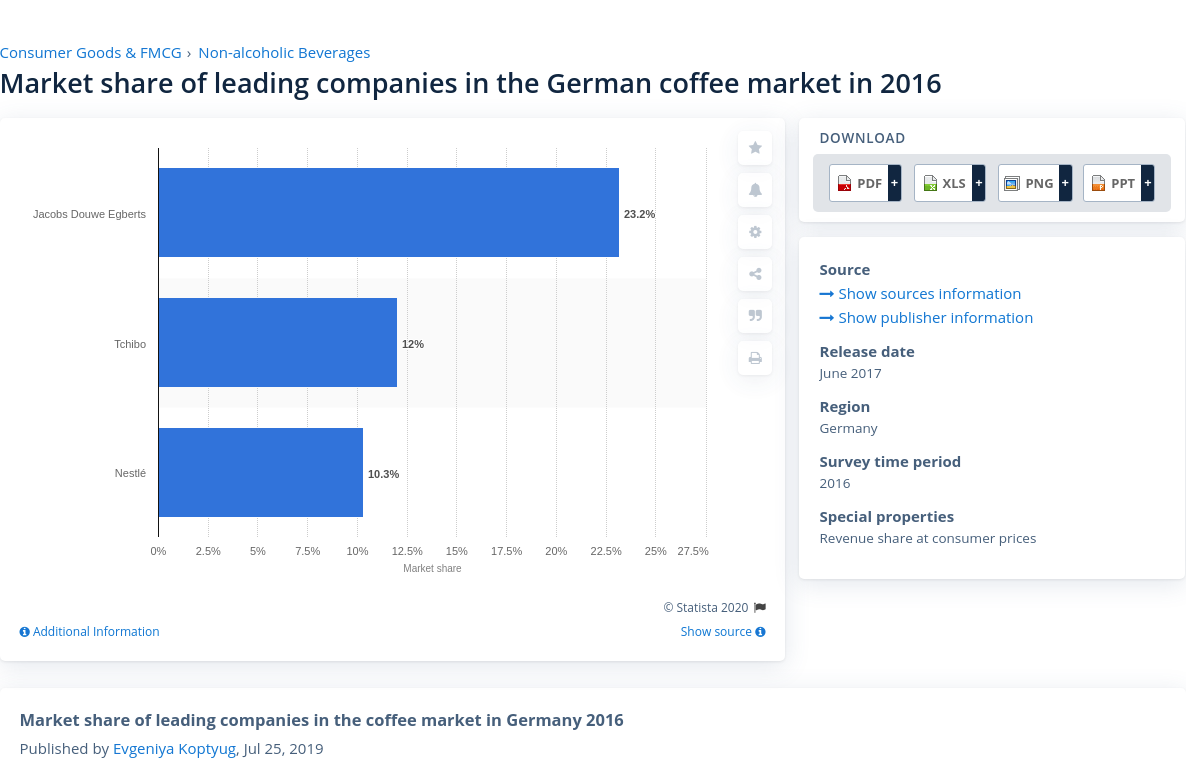 Consumer Goods & FMCG › Non-alcoholic Beverages
Market share of leading companies in the German coffee market in 2016
Jacobs Douwe Egberts
23.2%
Tchibo
12%
Nestlé
10.3%
0% 2.5% 5% 7.5% 10% 12.5% 15% 17.5% 20% 22.5% 25% 27.5%
Market share
© Statista 2020
Additional Information
Show source
DOWNLOAD
PDF + XLS + PNG + PPT +
Source
Show sources information
Show publisher information
Release date
June 2017
Region
Germany
Survey time period
2016
Special properties
Revenue share at consumer prices
Market share of leading companies in the coffee market in Germany 2016
Published by Evgeniya Koptyug, Jul 25, 2019